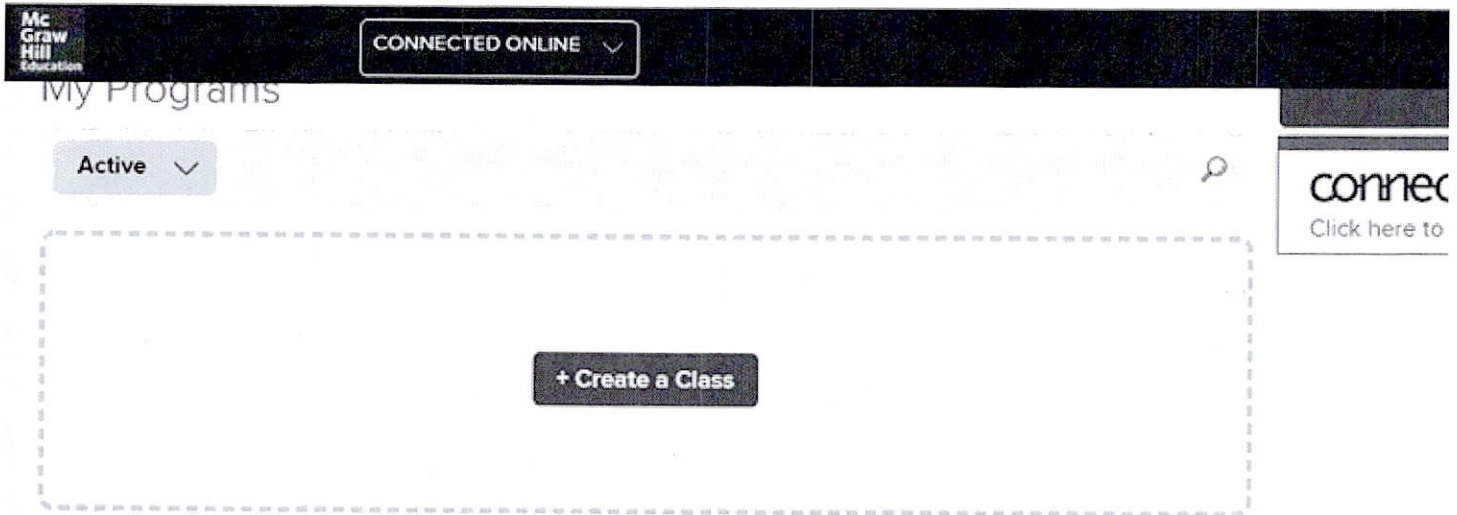 Mc
Graw
Hill
Education
CONNECTED ONLINE
My Programs
Active
connec
Click here to
+ Create a Class